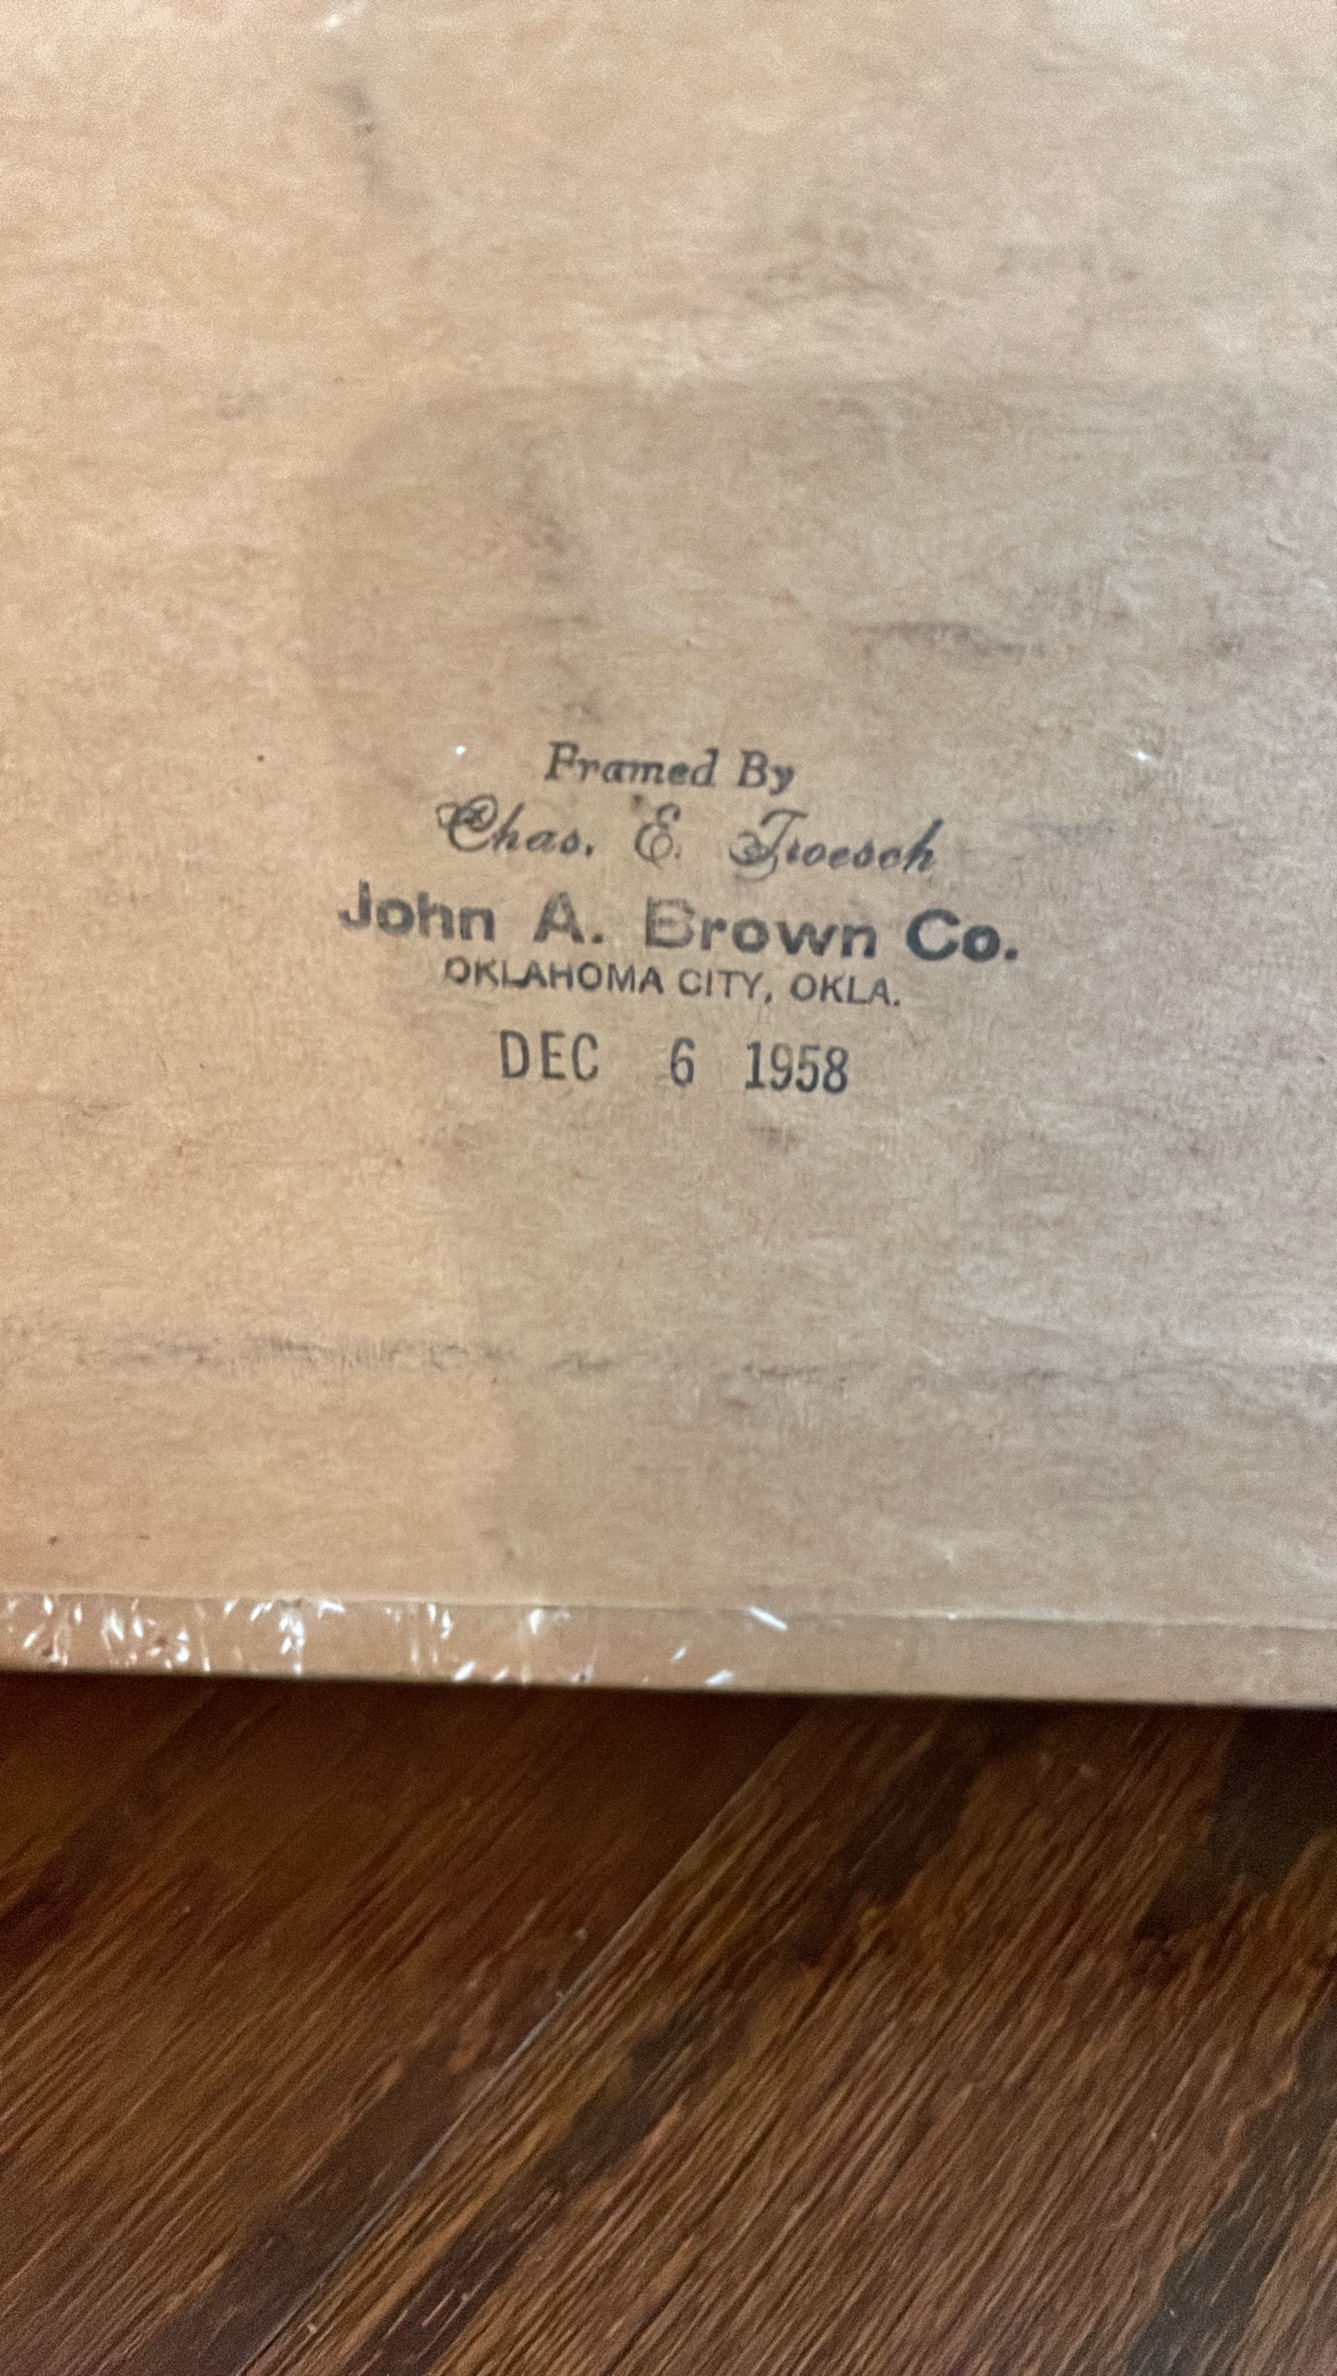 Framed By
Chas. E. Troesch
John A. Brown Co.
OKLAHOMA CITY, OKLA.
DEC 6 1958